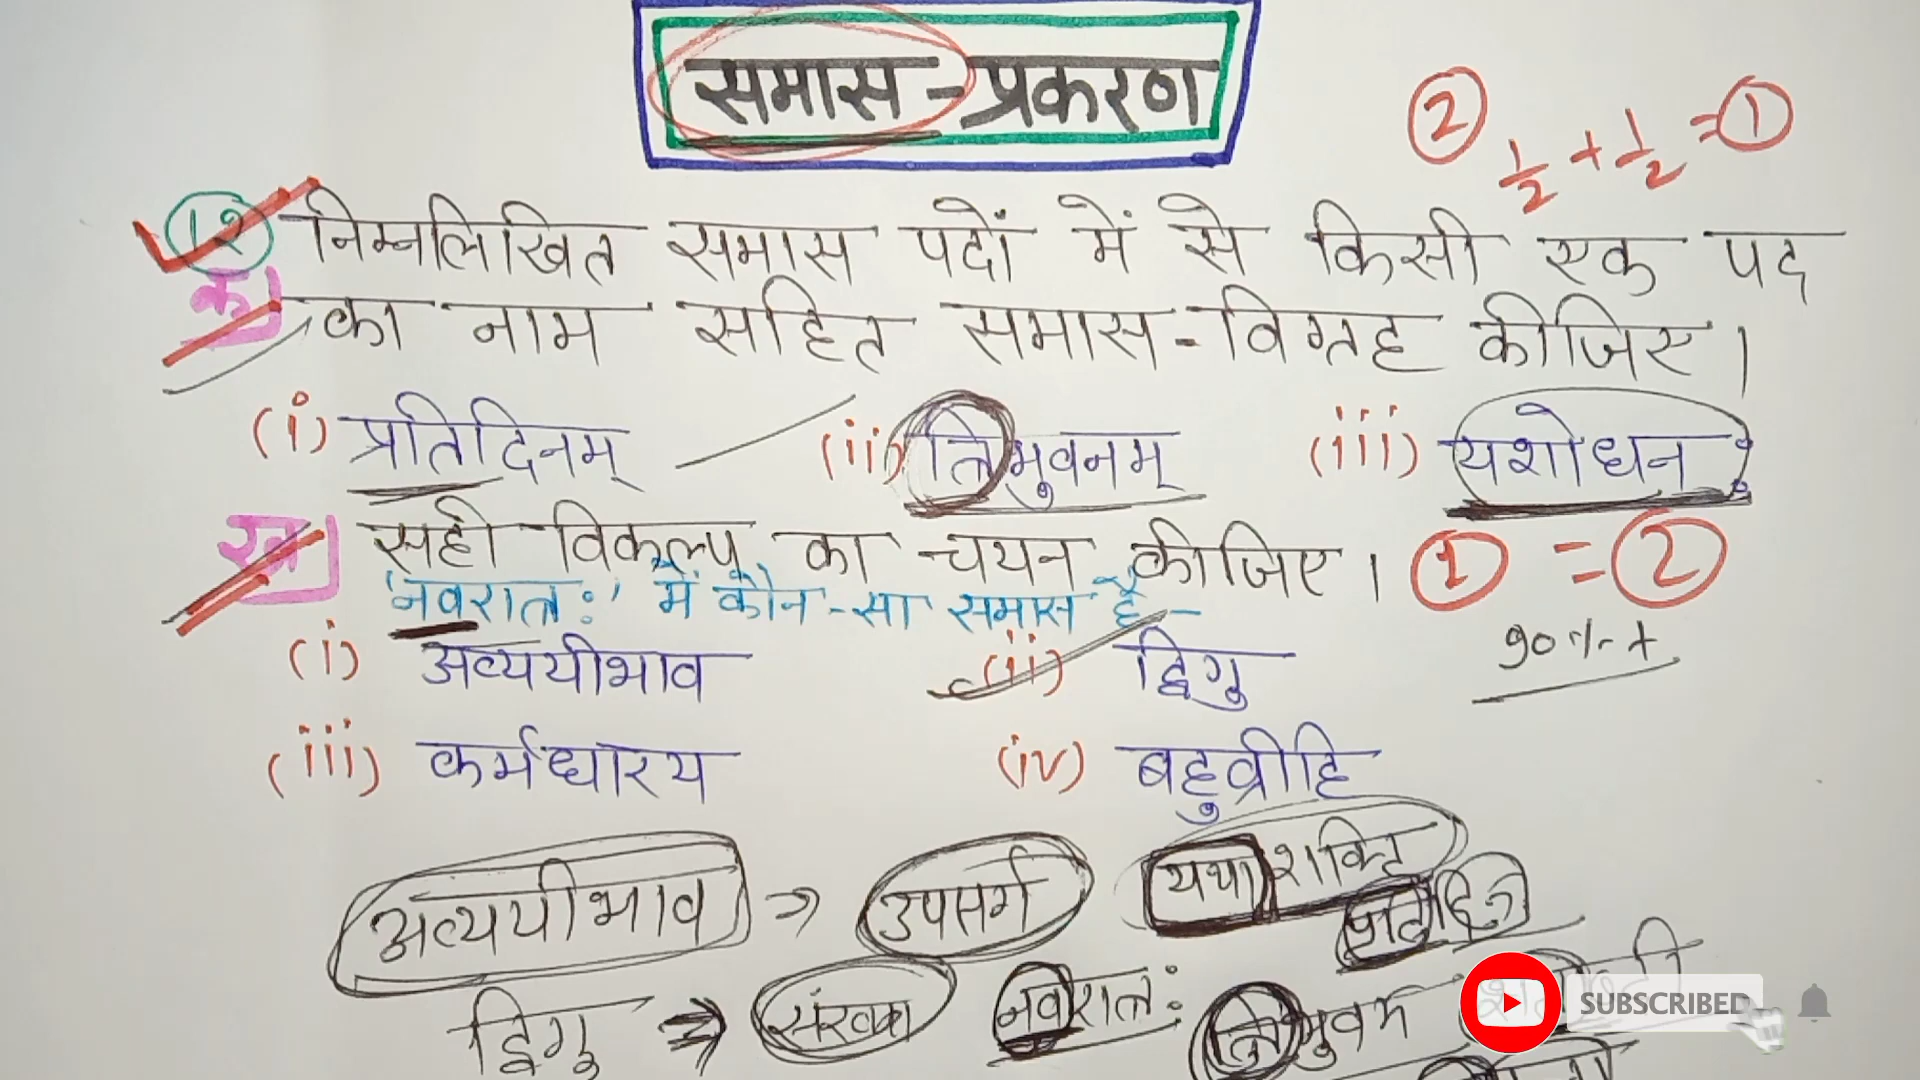 समास-प्रकरण
② ½ + ½ = ①
१२ निम्नलिखित समास पदों में से किसी एक पद
क) का नाम सहित समास-विग्रह कीजिए।
(i) प्रतिदिनम् (ii) त्रिभुवनम् (iii) यशोधन:
ख) सही विकल्प का चयन कीजिए। ① = ②
'नवरात्र:' में कौन-सा समास है-
90%+
(i) अव्ययीभाव (ii) द्विगु
(iii) कर्मधारय (iv) बहुव्रीहि
अव्ययीभाव → उपसर्ग यथाशक्ति
द्विगु → संख्या नवरात्र: त्रिभुवन
SUBSCRIBED